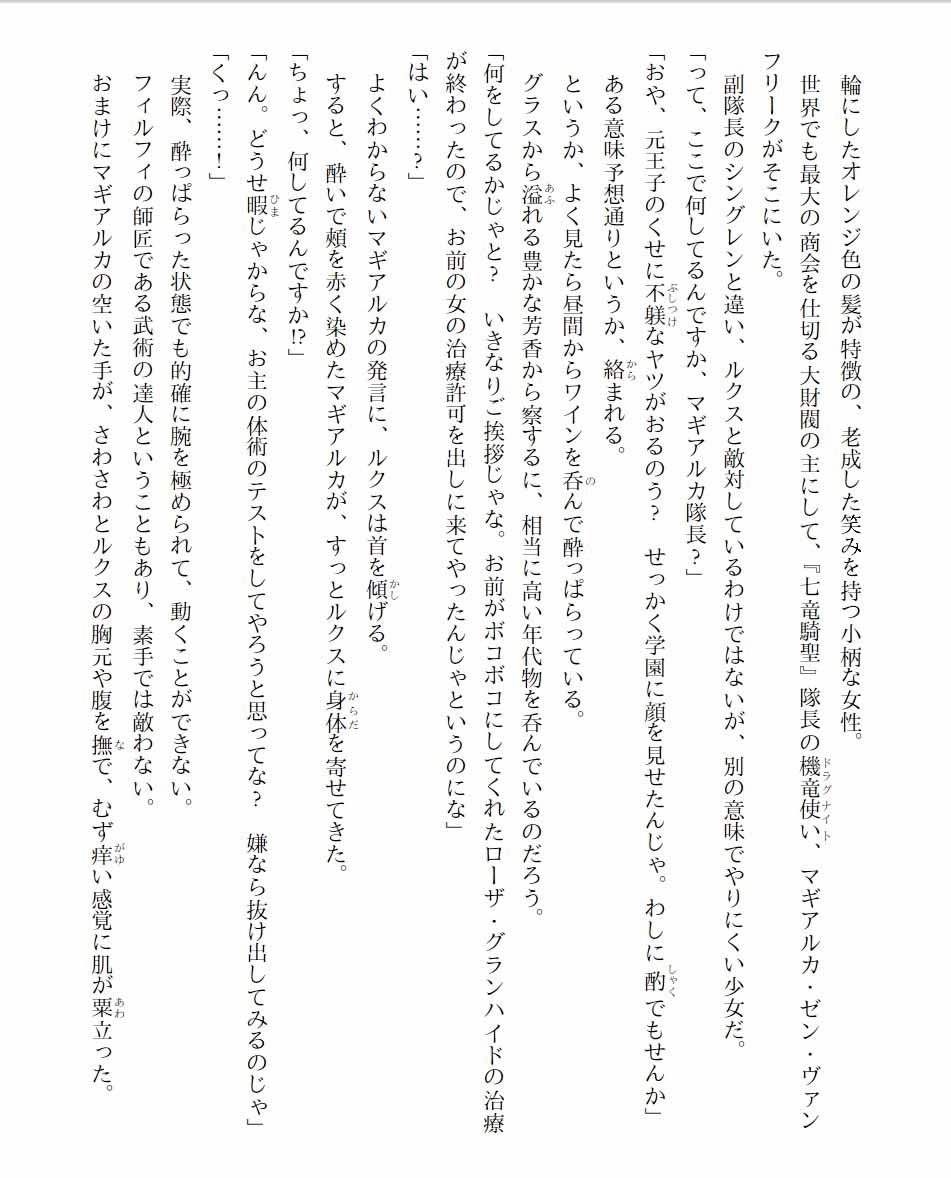 輪にしたオレンジ色の髪が特徴の、老成した笑みを持つ小柄な女性。
世界でも最大の商会を仕切る大財閥の主にして、『七竜騎聖』隊長の機竜使い、マギアルカ・ゼン・ヴァン
フリークがそこにいた。
副隊長のシングレンと違い、ルクスと敵対しているわけではないが、別の意味でやりにくい少女だ。
「って、ここで何してるんですか、マギアルカ隊長？」
「おや、元王子のくせに不躾なヤツがおるのう？　せっかく学園に顔を見せたんじゃ。わしに酌でもせんか」
ある意味予想通りというか、絡まれる。
というか、よく見たら昼間からワインを呑んで酔っぱらっている。
グラスから溢れる豊かな芳香から察するに、相当に高い年代物を呑んでいるのだろう。
「何をしてるかじゃと？　いきなりご挨拶じゃな。お前がボコボコにしてくれたローザ・グランハイドの治療
が終わったので、お前の女の治療許可を出しに来てやったんじゃというのにな」
「はい……？」
よくわからないマギアルカの発言に、ルクスは首を傾げる。
すると、酔いで頬を赤く染めたマギアルカが、すっとルクスに身体を寄せてきた。
「ちょっ、何してるんですか!?」
「んん。どうせ暇じゃからな、お主の体術のテストをしてやろうと思ってな？　嫌なら抜け出してみるのじゃ」
「くっ………！」
実際、酔っぱらった状態でも的確に腕を極められて、動くことができない。
フィルフィの師匠である武術の達人ということもあり、素手では敵わない。
おまけにマギアルカの空いた手が、さわさわとルクスの胸元や腹を撫で、むず痒い感覚に肌が粟立った。